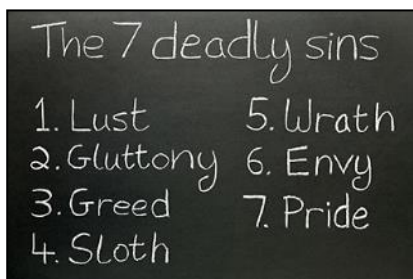 The 7 deadly sins
1. Lust
2. Gluttony
3. Greed
4. Sloth
5. Wrath
6. Envy
7. Pride